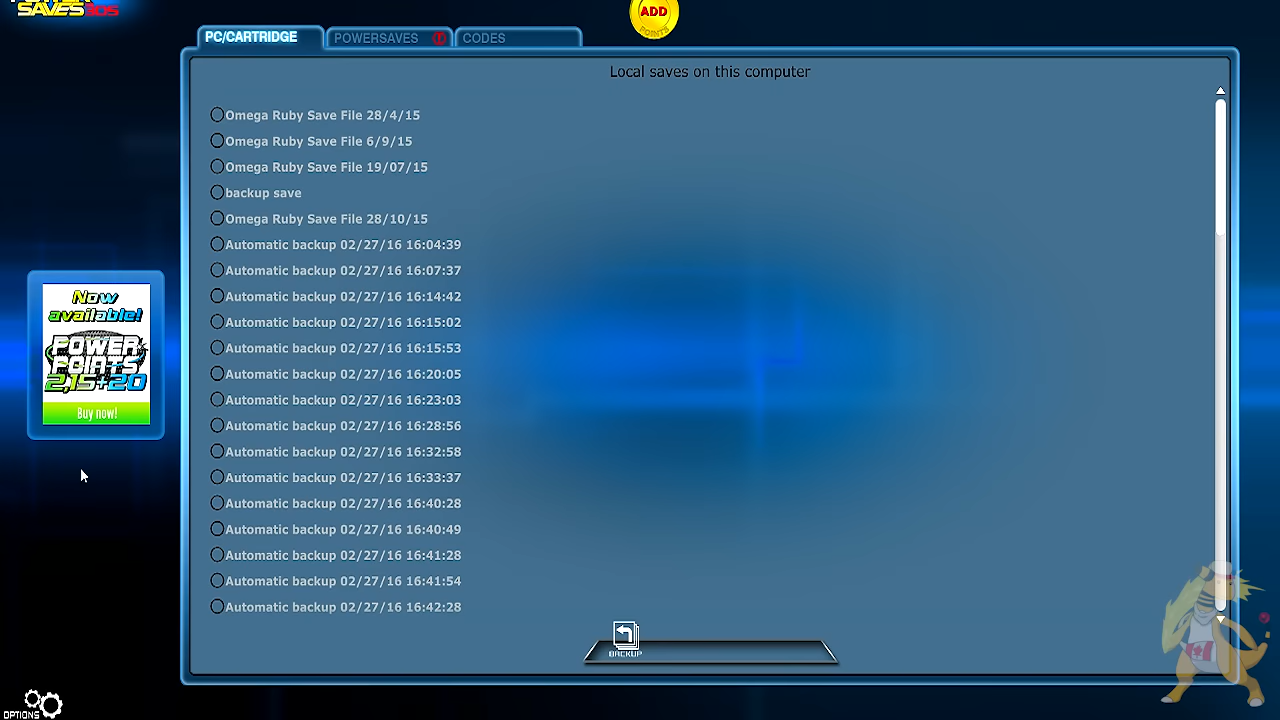 POWER
SAVES 3DS
ADD
POINTS
PC/CARTRIDGE
POWERSAVES
CODES
Local saves on this computer
Omega Ruby Save File 28/4/15
Omega Ruby Save File 6/9/15
Omega Ruby Save File 19/07/15
backup save
Omega Ruby Save File 28/10/15
Automatic backup 02/27/16 16:04:39
Automatic backup 02/27/16 16:07:37
Automatic backup 02/27/16 16:14:42
Automatic backup 02/27/16 16:15:02
Automatic backup 02/27/16 16:15:53
Automatic backup 02/27/16 16:20:05
Automatic backup 02/27/16 16:23:03
Automatic backup 02/27/16 16:28:56
Automatic backup 02/27/16 16:32:58
Automatic backup 02/27/16 16:33:37
Automatic backup 02/27/16 16:40:28
Automatic backup 02/27/16 16:40:49
Automatic backup 02/27/16 16:41:28
Automatic backup 02/27/16 16:41:54
Automatic backup 02/27/16 16:42:28
Now
available!
POWER
POINTS
2,15+20
Buy now!
BACKUP
OPTIONS